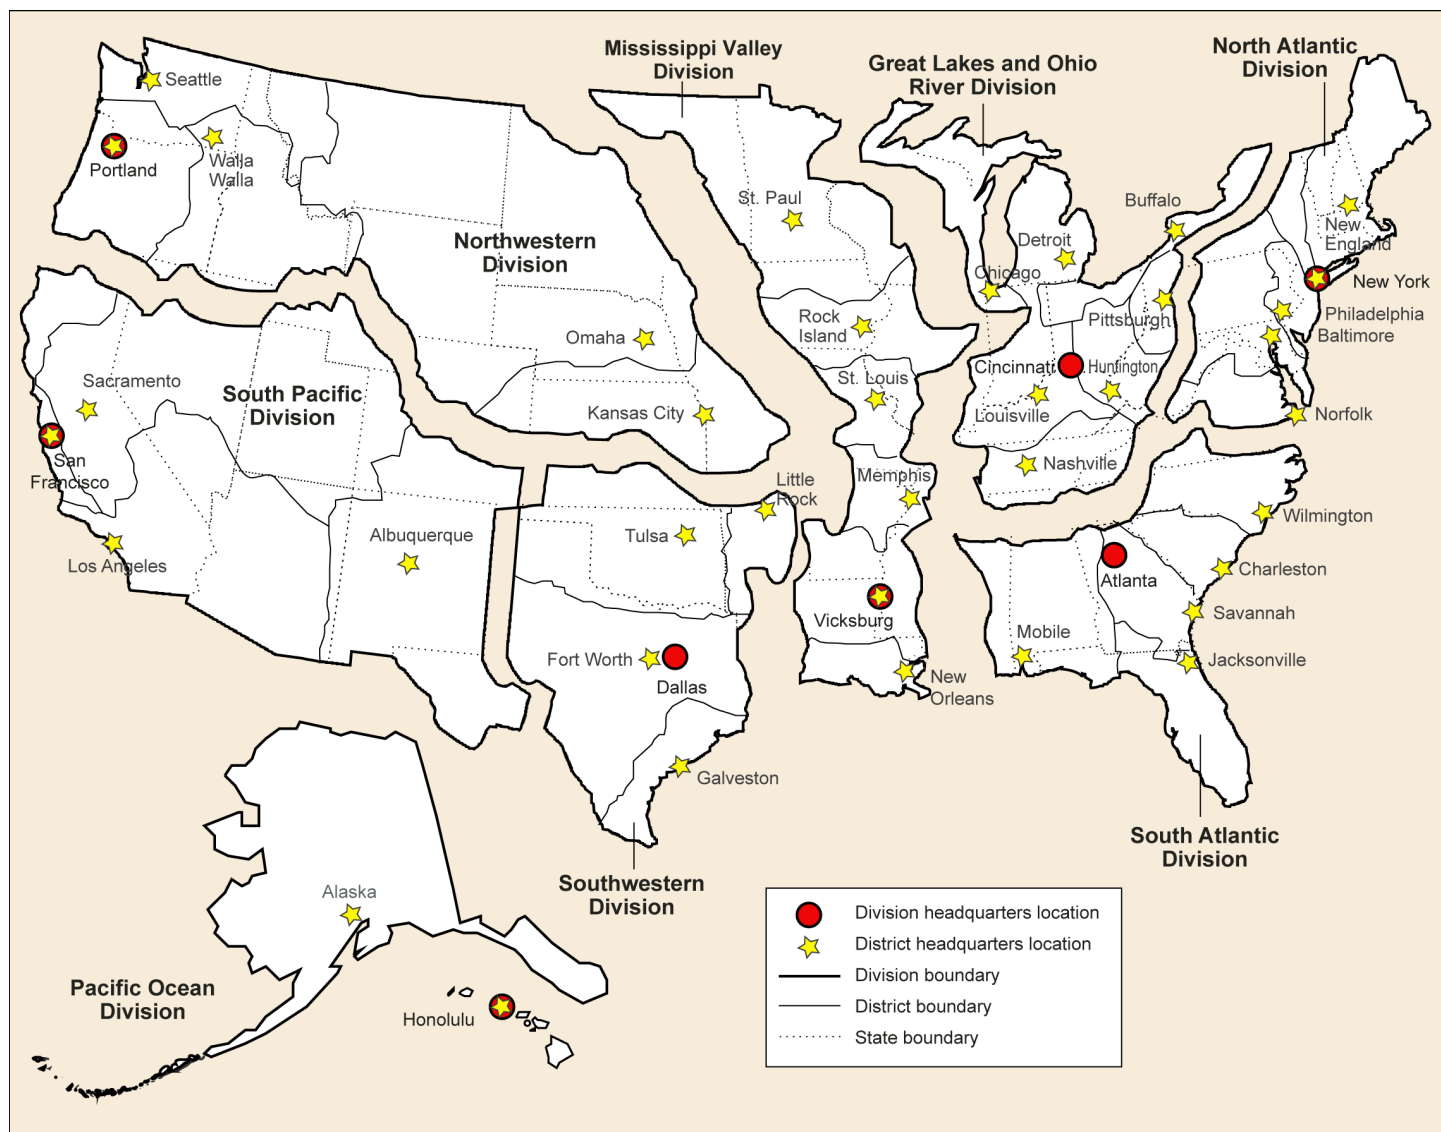 Mississippi Valley
Division
Great Lakes and Ohio
River Division
North Atlantic
Division
Seattle
Portland
Walla
Walla
Northwestern
Division
Omaha
Kansas City
St. Paul
Rock
Island
St. Louis
Memphis
Vicksburg
New
Orleans
Buffalo
Detroit
Chicago
Pittsburgh
Cincinnati
Huntington
Louisville
Nashville
New
England
New York
Philadelphia
Baltimore
Norfolk
Sacramento
South Pacific
Division
San
Francisco
Los Angeles
Albuquerque
Little
Rock
Tulsa
Fort Worth
Dallas
Galveston
Southwestern
Division
Wilmington
Charleston
Atlanta
Savannah
Mobile
Jacksonville
South Atlantic
Division
Alaska
Pacific Ocean
Division
Honolulu
Division headquarters location
District headquarters location
Division boundary
District boundary
State boundary